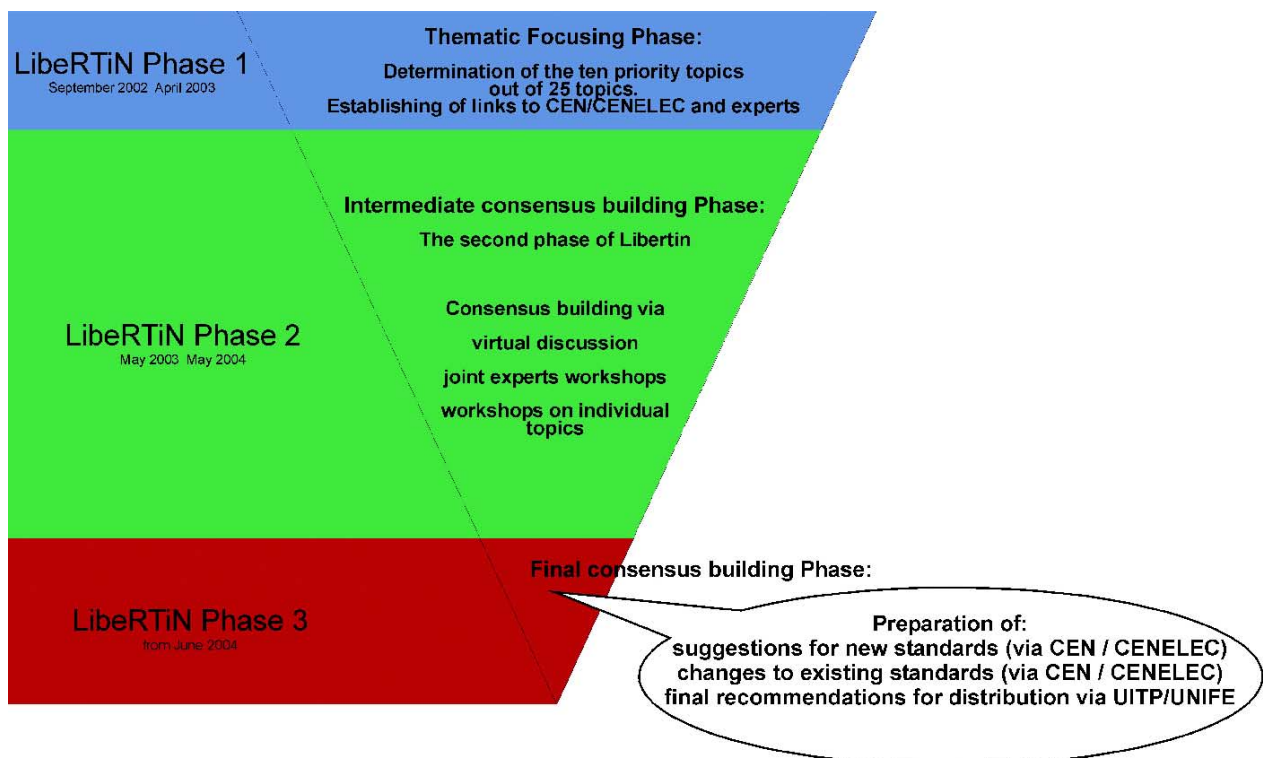 LibeRTiN Phase 1
September 2002 April 2003
Thematic Focusing Phase:
Determination of the ten priority topics
out of 25 topics.
Establishing of links to CEN/CENELEC and experts
LibeRTiN Phase 2
May 2003 May 2004
Intermediate consensus building Phase:
The second phase of Libertin
Consensus building via
virtual discussion
joint experts workshops
workshops on individual
topics
LibeRTiN Phase 3
from June 2004
Final consensus building Phase:
Preparation of:
suggestions for new standards (via CEN / CENELEC)
changes to existing standards (via CEN / CENELEC)
final recommendations for distribution via UITP/UNIFE